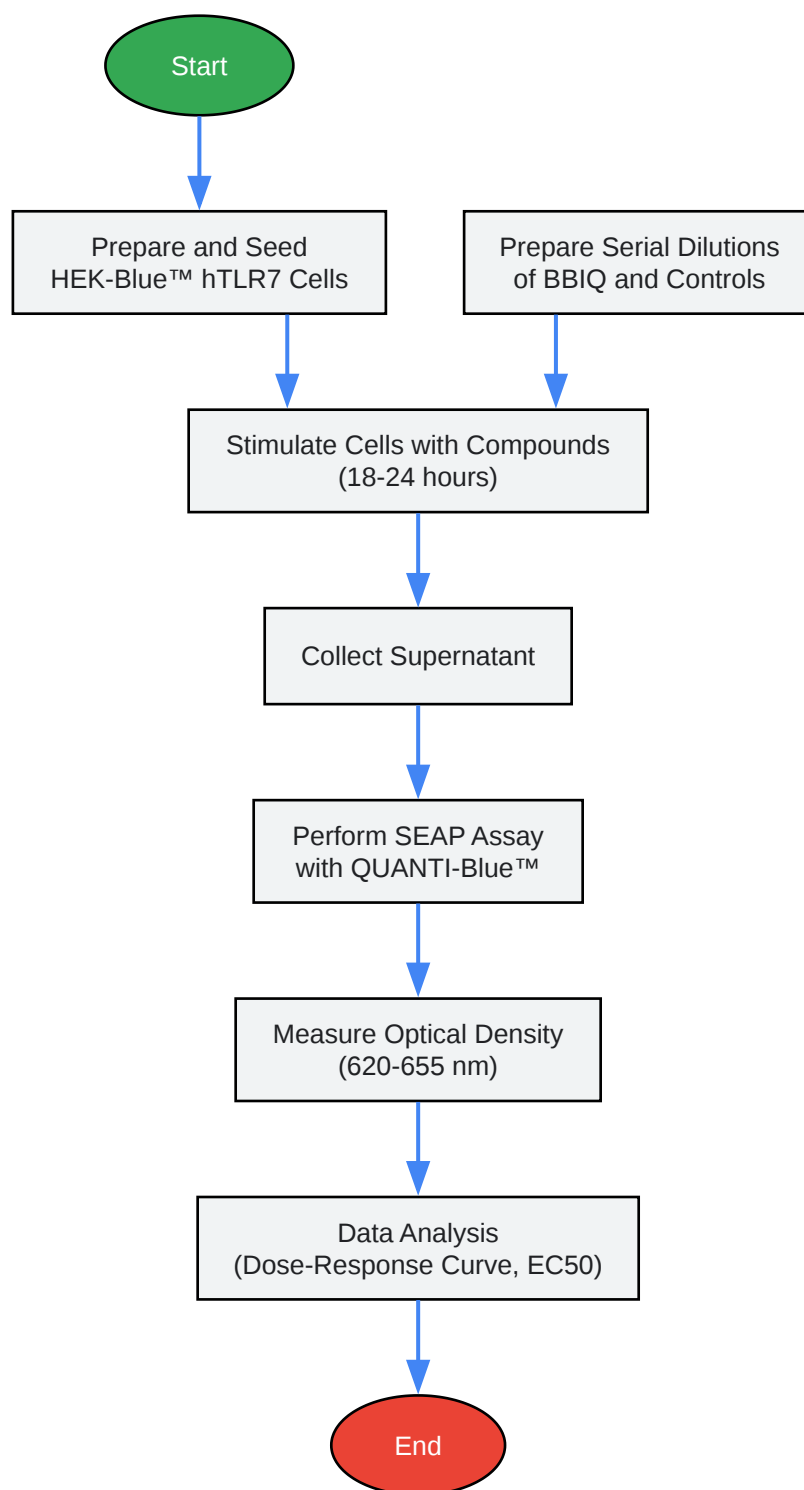 Start
Prepare and Seed
HEK-Blue™ hTLR7 Cells
Prepare Serial Dilutions
of BBIQ and Controls
Stimulate Cells with Compounds
(18-24 hours)
Collect Supernatant
Perform SEAP Assay
with QUANTI-Blue™
Measure Optical Density
(620-655 nm)
Data Analysis
(Dose-Response Curve, EC50)
End